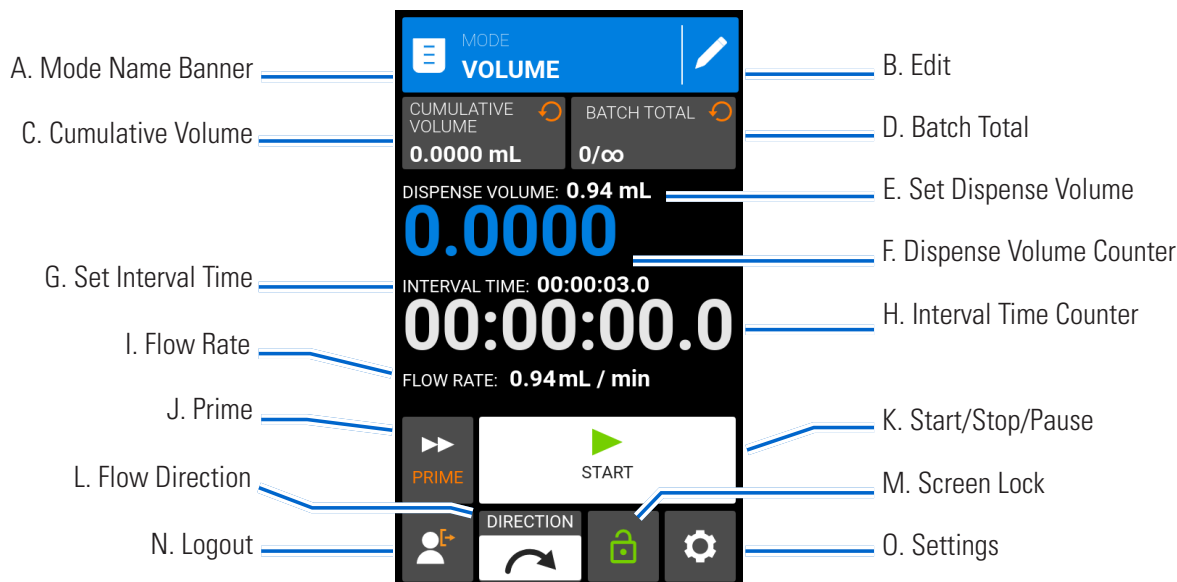 A. Mode Name Banner
MODE
VOLUME
B. Edit
C. Cumulative Volume
CUMULATIVE
VOLUME
0.0000 mL
BATCH TOTAL
0/∞
D. Batch Total
DISPENSE VOLUME: 0.94 mL
E. Set Dispense Volume
0.0000
F. Dispense Volume Counter
G. Set Interval Time
INTERVAL TIME: 00:00:03.0
00:00:00.0
H. Interval Time Counter
I. Flow Rate
FLOW RATE: 0.94mL / min
J. Prime
PRIME
START
K. Start/Stop/Pause
L. Flow Direction
DIRECTION
M. Screen Lock
N. Logout
O. Settings